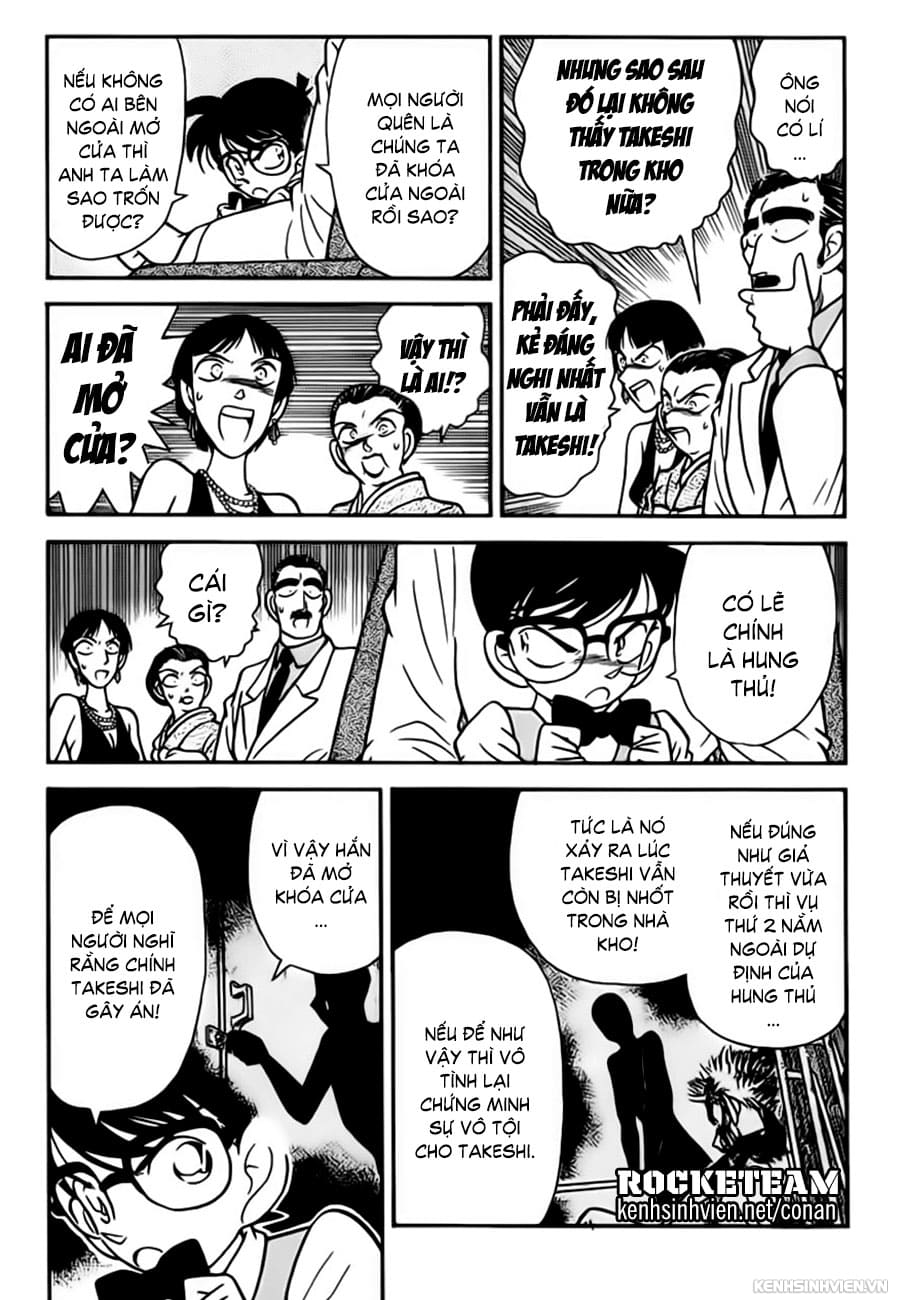 ÔNG
NÓI
CÓ LÍ
...
NHƯNG SAO SAU
ĐÓ LẠI KHÔNG
THẤY TAKESHI
TRONG KHO
NỮA?
PHẢI ĐẤY,
KẺ ĐÁNG
NGHI NHẤT
VẪN LÀ
TAKESHI!
MỌI NGƯỜI
QUÊN LÀ
CHÚNG TA
ĐÃ KHÓA
CỬA NGOÀI
RỒI SAO?
NẾU KHÔNG
CÓ AI BÊN
NGOÀI MỞ
CỬA THÌ
ANH TA LÀM
SAO TRỐN
ĐƯỢC?
VẬY THÌ
LÀ AI!?
AI ĐÃ
MỞ
CỬA?
CÓ LẼ
CHÍNH
LÀ HUNG
THỦ!
CÁI
GÌ?
NẾU ĐÚNG
NHƯ GIẢ
THUYẾT VỪA
RỒI THÌ VỤ
THỨ 2 NẰM
NGOÀI DỰ
ĐỊNH CỦA
HUNG THỦ
...
TỨC LÀ NÓ
XẢY RA LÚC
TAKESHI VẪN
CÒN BỊ NHỐT
TRONG NHÀ
KHO!
NẾU ĐỂ NHƯ
VẬY THÌ VÔ
TÌNH LẠI
CHỨNG MINH
SỰ VÔ TỘI
CHO TAKESHI.
VÌ VẬY HẮN
ĐÃ MỞ
KHÓA CỬA
...
ĐỂ MỌI
NGƯỜI NGHĨ
RẰNG CHÍNH
TAKESHI ĐÃ
GÂY ÁN!
ROCKETEAM
kenhsinhvien.net/conan
KENHSINHVIEN.VN